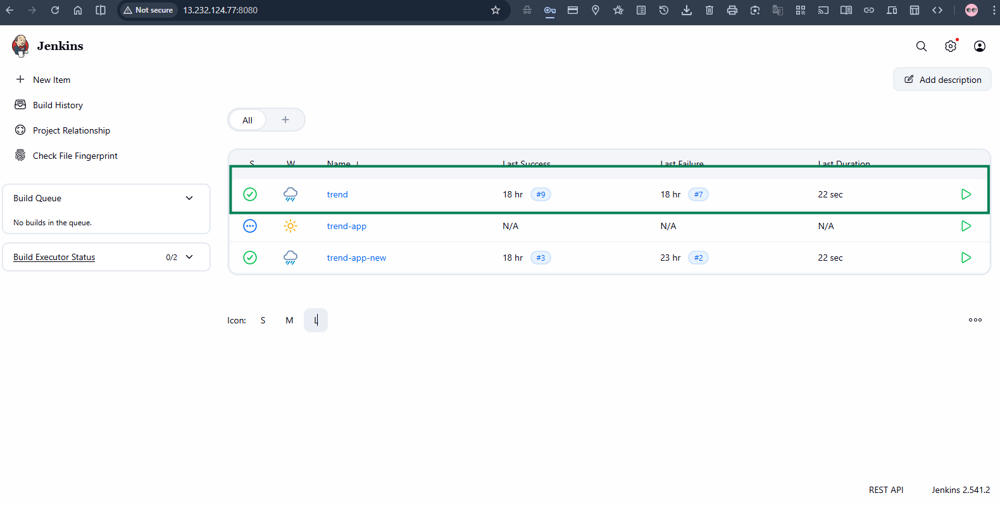 Not secure 13.232.124.77:8080
Jenkins
New Item
Add description
Build History
All +
Project Relationship
Check File Fingerprint
S W Name ↓ Last Success Last Failure Last Duration
trend 18 hr #9 18 hr #7 22 sec
Build Queue
No builds in the queue.
trend-app N/A N/A N/A
Build Executor Status 0/2
trend-app-new 18 hr #3 23 hr #2 22 sec
Icon: S M L
REST API Jenkins 2.541.2